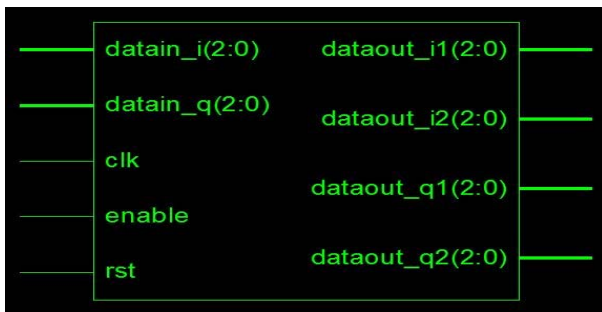 datain_i(2:0)
datain_q(2:0)
clk
enable
rst
dataout_i1(2:0)
dataout_i2(2:0)
dataout_q1(2:0)
dataout_q2(2:0)